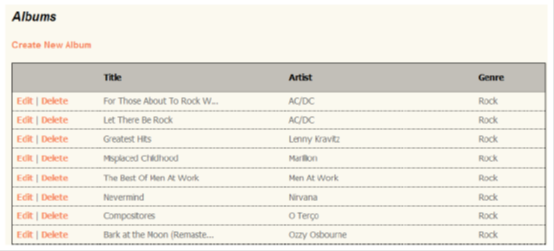 Albums
Create New Album
Title Artist Genre
Edit | Delete For Those About To Rock W... AC/DC Rock
Edit | Delete Let There Be Rock AC/DC Rock
Edit | Delete Greatest Hits Lenny Kravitz Rock
Edit | Delete Misplaced Childhood Marillion Rock
Edit | Delete The Best Of Men At Work Men At Work Rock
Edit | Delete Nevermind Nirvana Rock
Edit | Delete Compositores O Terço Rock
Edit | Delete Bark at the Moon (Remaste... Ozzy Osbourne Rock